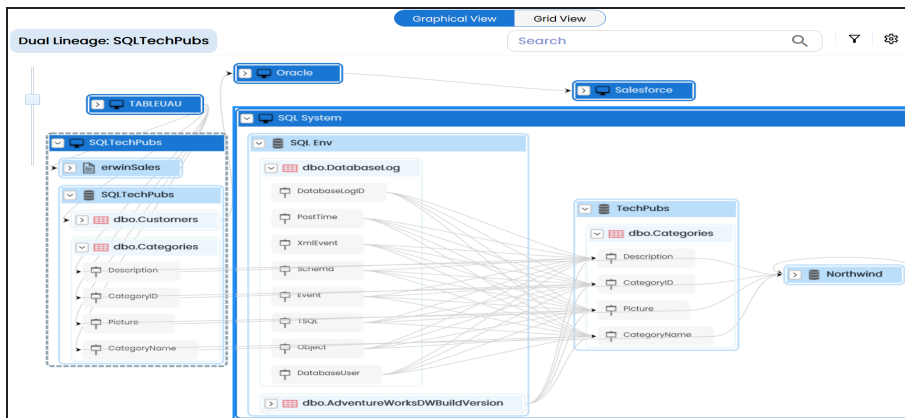 Graphical View
Grid View
Dual Lineage: SQLTechPubs
Search
Oracle
Salesforce
TABLEUAU
SQL System
SQLTechPubs
SQL Env
erwinSales
dbo.DatabaseLog
SQLTechPubs
DatabaseLogID
dbo.Customers
PostTime
TechPubs
dbo.Categories
XmlEvent
dbo.Categories
Description
Schema
Description
Northwind
CategoryID
Event
CategoryID
Picture
TSQL
Picture
CategoryName
Object
CategoryName
DatabaseUser
dbo.AdventureWorksDWBuildVersion